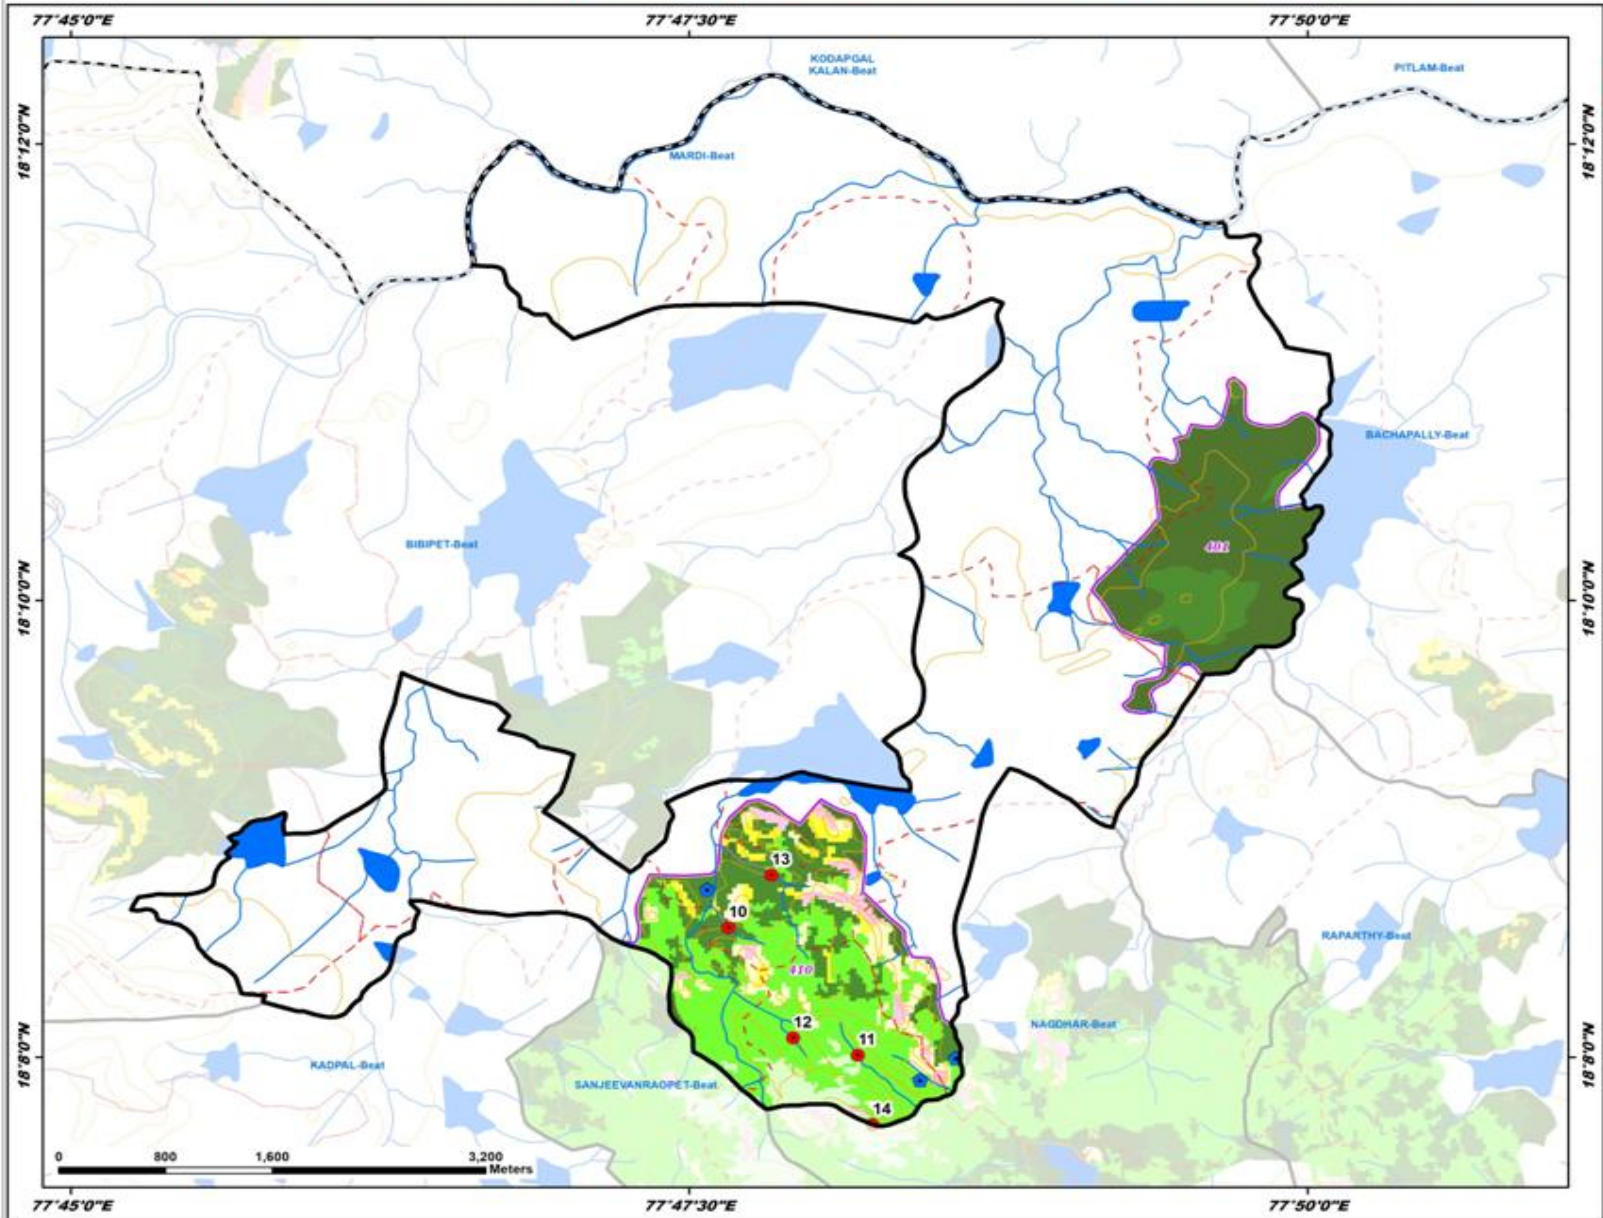 77°45'0"E 77°47'30"E 77°50'0"E
KODAPGAL
KALAN-Beat
PITLAM-Beat
18°12'0"N 18°12'0"N
MARDI-Beat
BACHAPALLY-Beat
BIBIPET-Beat
401
18°10'0"N 18°10'0"N
13
10
RAPARTHY-Beat
410
12
11
NAGDHAR-Beat
18°8'0"N 18°8'0"N
KADPAL-Beat
SANJEEVANRAOPET-Beat
14
0 800 1,600 3,200
Meters
77°45'0"E 77°47'30"E 77°50'0"E